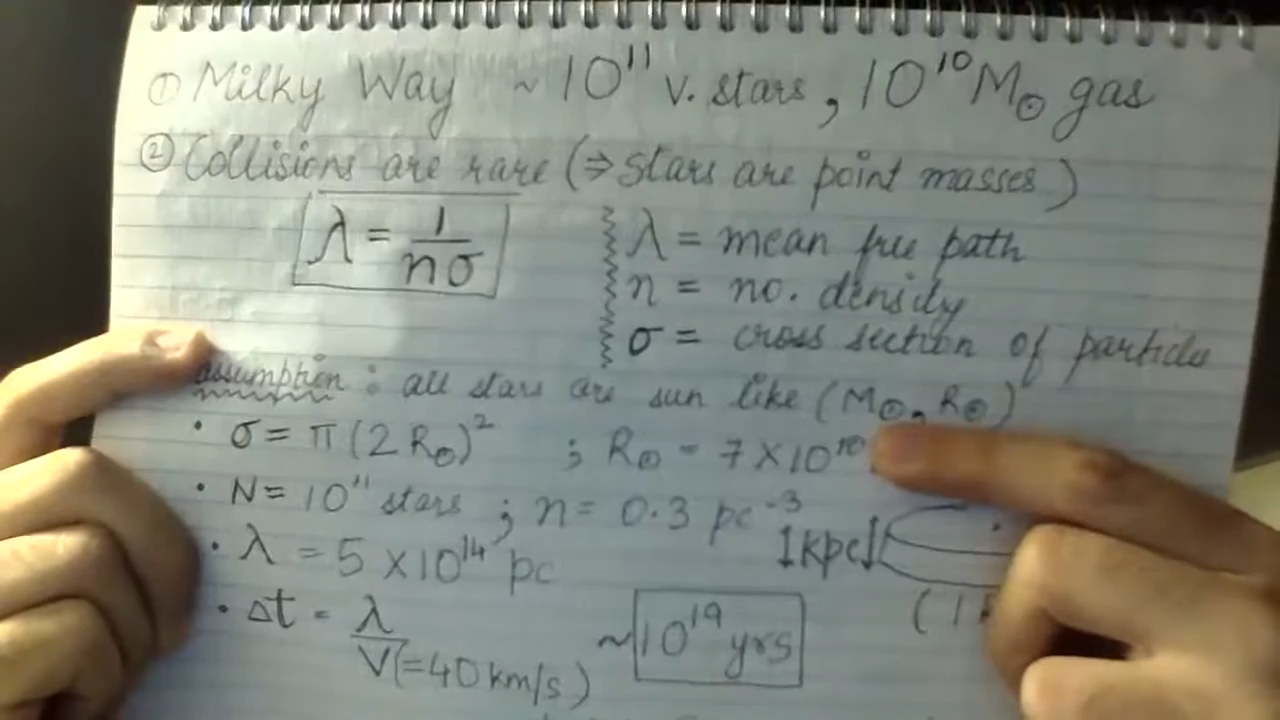 ① Milky Way ~ 10¹¹ v. stars, 10¹⁰ M☉ gas
② Collisions are rare (⇒ stars are point masses)
λ = 1/nσ
λ = mean free path
n = no. density
σ = cross section of particle
assumption : all stars are sun like (M☉, R☉)
• σ = π (2 R☉)² ; R☉ = 7 X 10¹⁰
• N = 10¹¹ stars ; n = 0.3 pc⁻³
1kpc
• λ = 5 X 10¹⁴ pc
(1
• Δt = λ/V(=40 km/s) ~ 10¹⁹ yrs